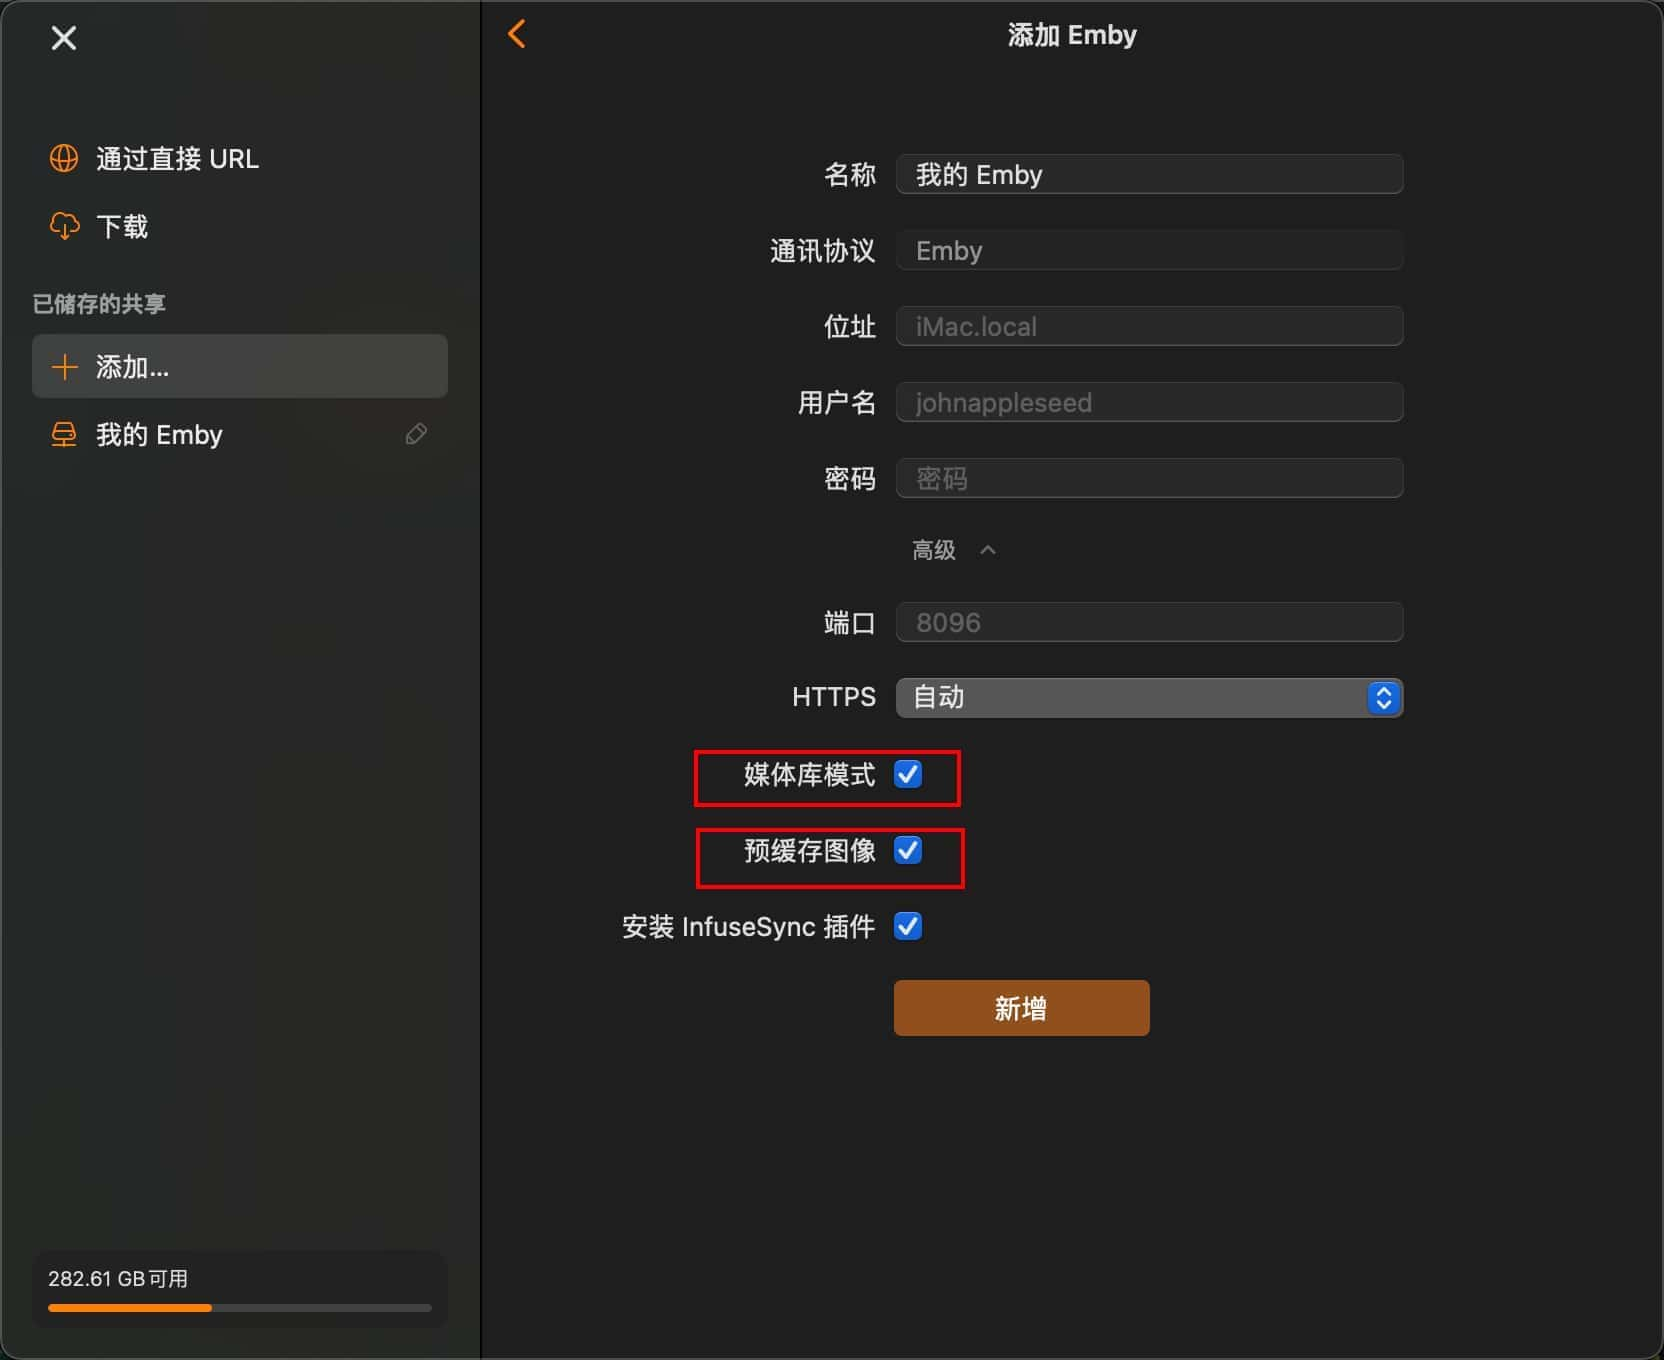 添加 Emby
通过直接 URL
下载
已储存的共享
添加...
我的 Emby
282.61 GB可用
名称 我的 Emby
通讯协议 Emby
位址 iMac.local
用户名 johnappleseed
密码 密码
高级
端口 8096
HTTPS 自动
媒体库模式
预缓存图像
安装 InfuseSync 插件
新增